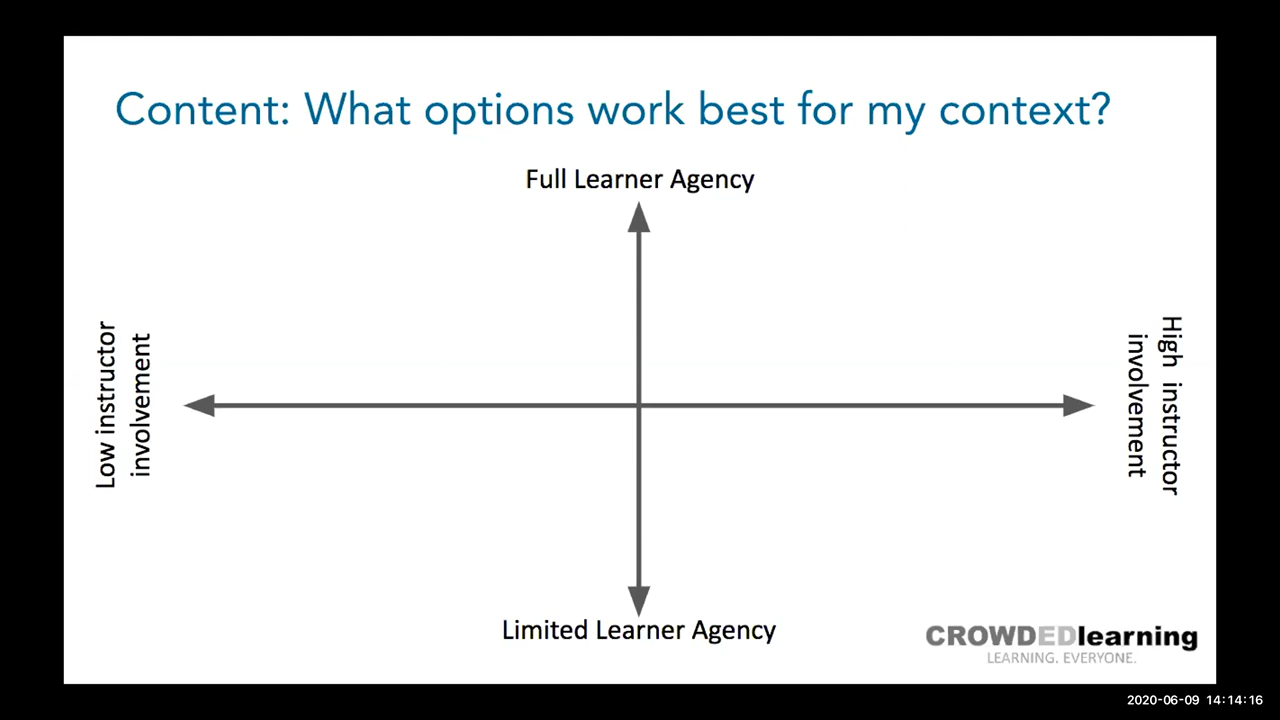 Content: What options work best for my context?
Full Learner Agency
Low instructor
involvement
High instructor
involvement
Limited Learner Agency
CROWDEDlearning
LEARNING. EVERYONE.
2020-06-09 14:14:16